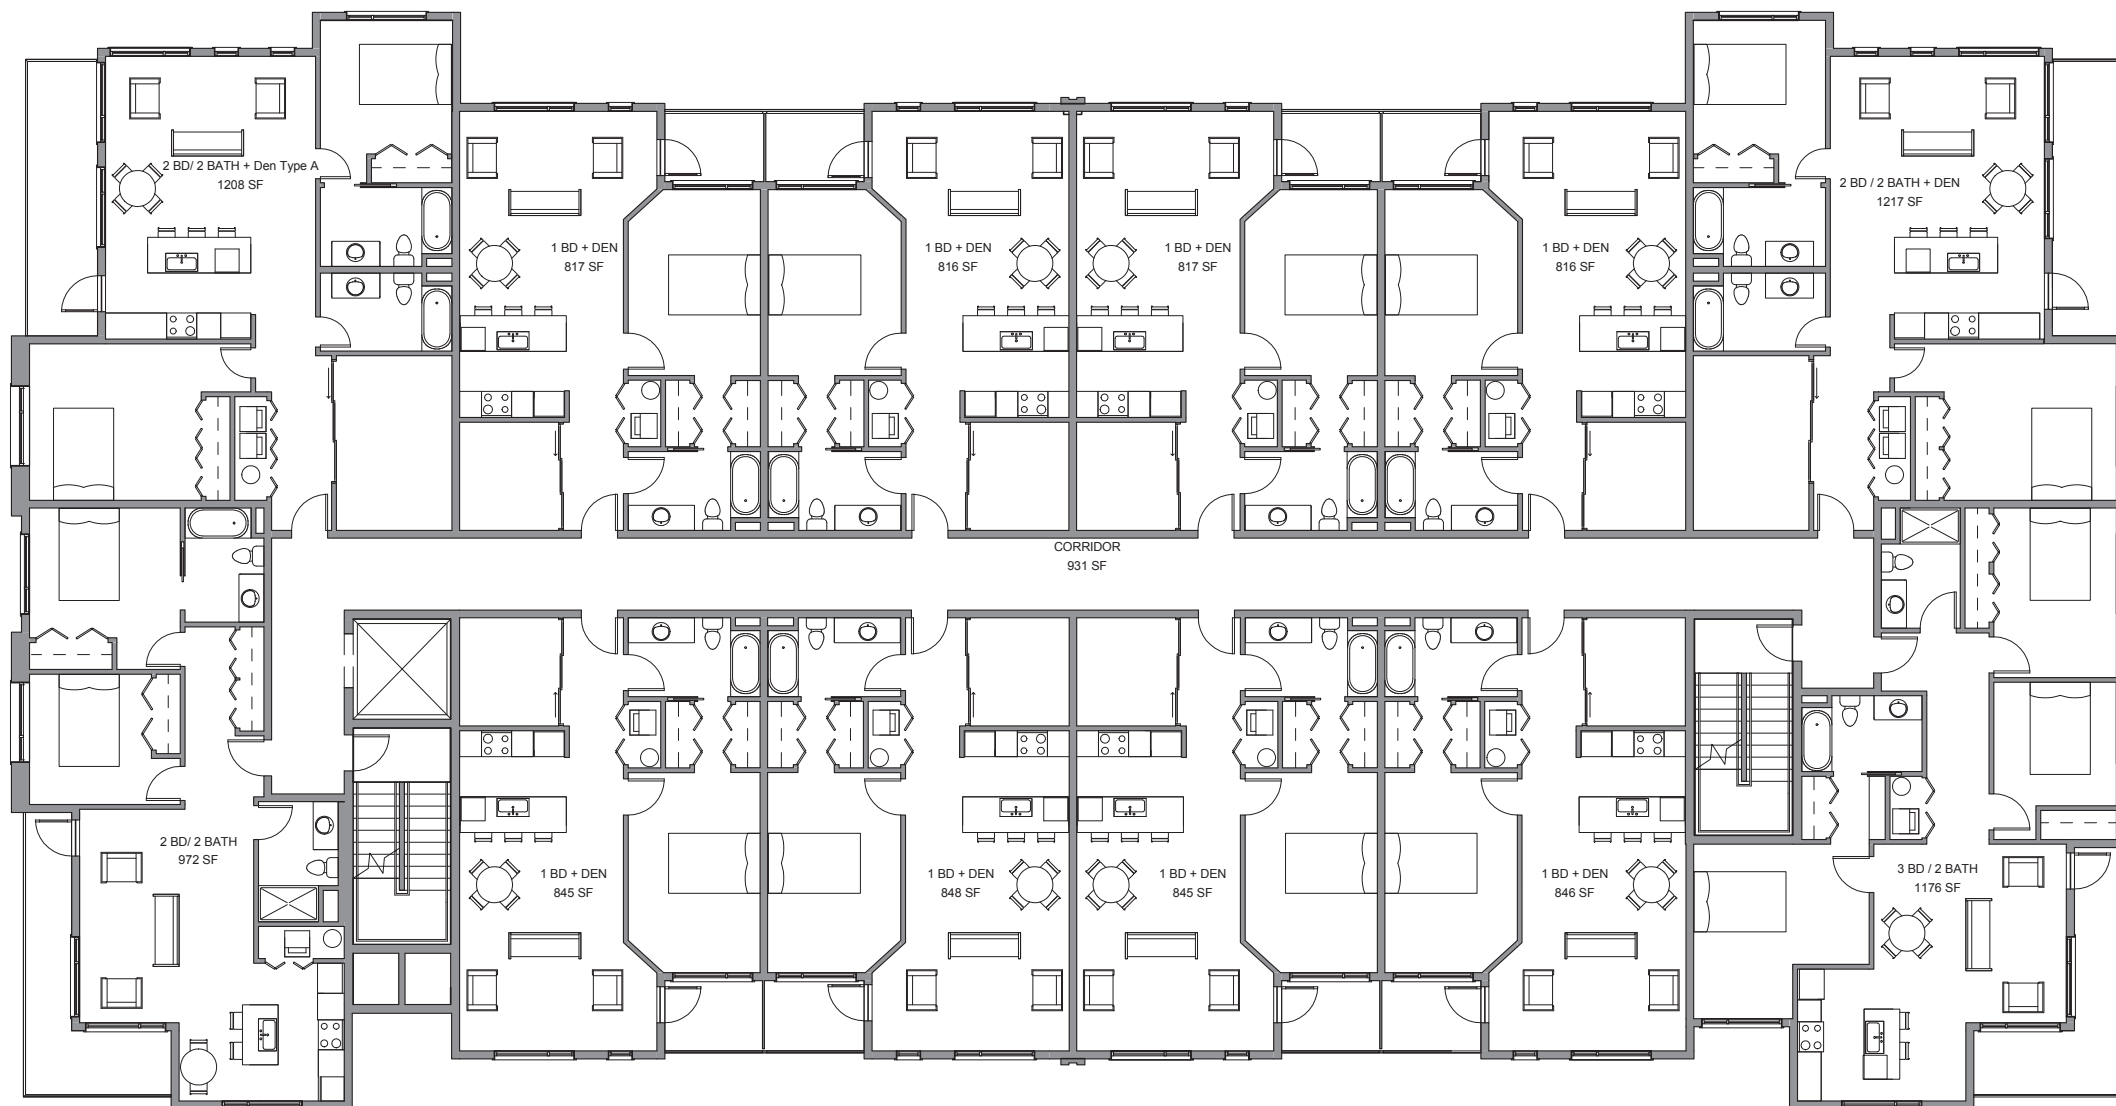 2 BD/ 2 BATH + Den Type A
1208 SF
2 BD / 2 BATH + DEN
1217 SF
1 BD + DEN
817 SF
1 BD + DEN
816 SF
1 BD + DEN
817 SF
1 BD + DEN
816 SF
CORRIDOR
931 SF
2 BD/ 2 BATH
972 SF
1 BD + DEN
845 SF
1 BD + DEN
848 SF
1 BD + DEN
845 SF
1 BD + DEN
846 SF
3 BD / 2 BATH
1176 SF